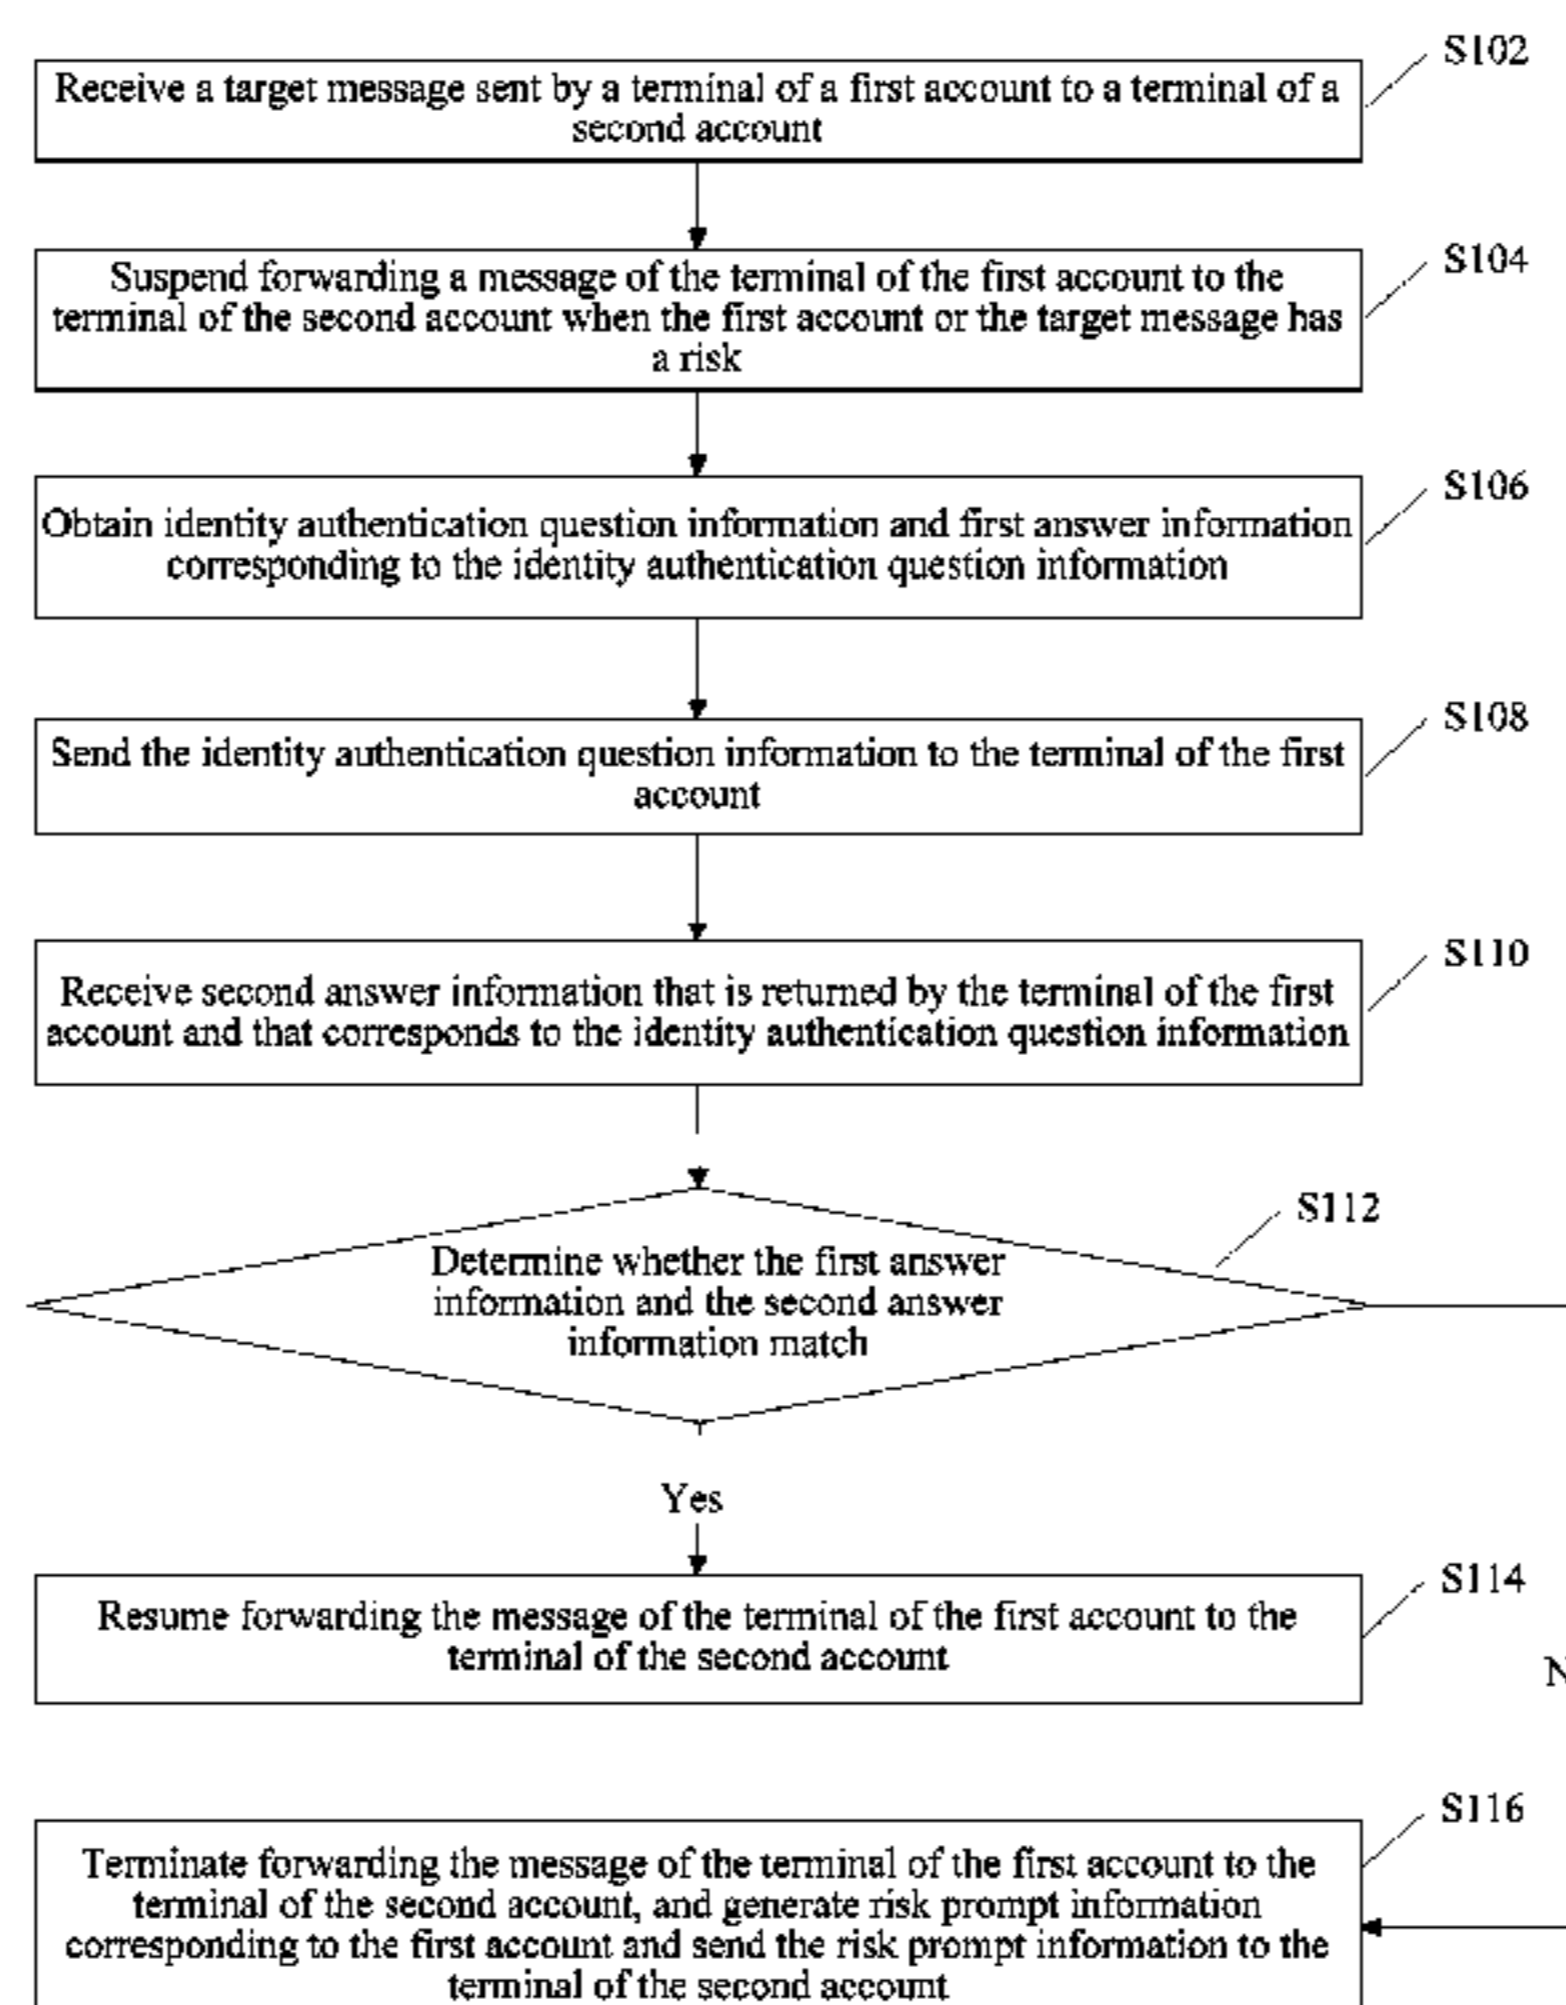 S102
Receive a target message sent by a terminal of a first account to a terminal of a
second account
S104
Suspend forwarding a message of the terminal of the first account to the
terminal of the second account when the first account or the target message has
a risk
S106
Obtain identity authentication question information and first answer information
corresponding to the identity authentication question information
S108
Send the identity authentication question information to the terminal of the first
account
S110
Receive second answer information that is returned by the terminal of the first
account and that corresponds to the identity authentication question information
S112
Determine whether the first answer
information and the second answer
information match
Yes
S114
Resume forwarding the message of the terminal of the first account to the
terminal of the second account
S116
Terminate forwarding the message of the terminal of the first account to the
terminal of the second account, and generate risk prompt information
corresponding to the first account and send the risk prompt information to the
terminal of the second account